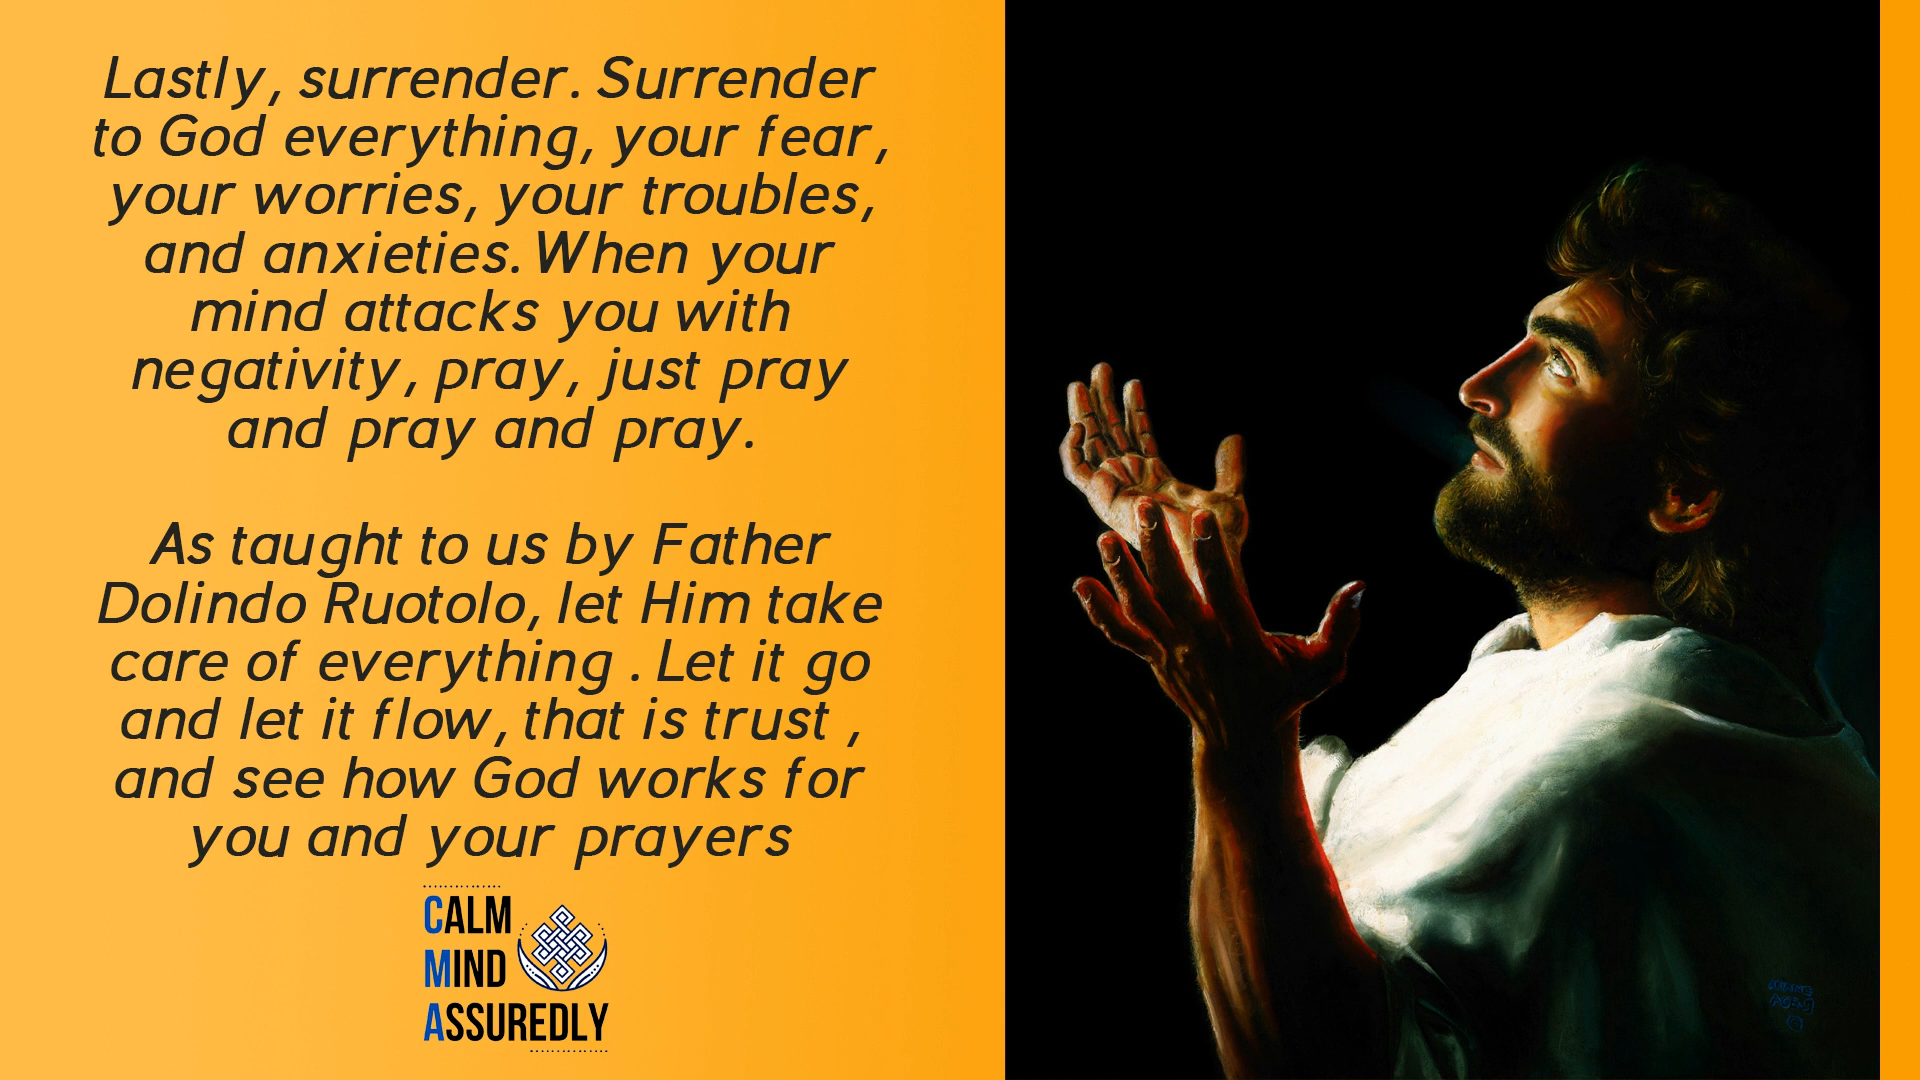 Lastly, surrender. Surrender
to God everything, your fear,
your worries, your troubles,
and anxieties. When your
mind attacks you with
negativity, pray, just pray
and pray and pray.
As taught to us by Father
Dolindo Ruotolo, let Him take
care of everything . Let it go
and let it flow, that is trust ,
and see how God works for
you and your prayers
CALM
MIND
ASSUREDLY